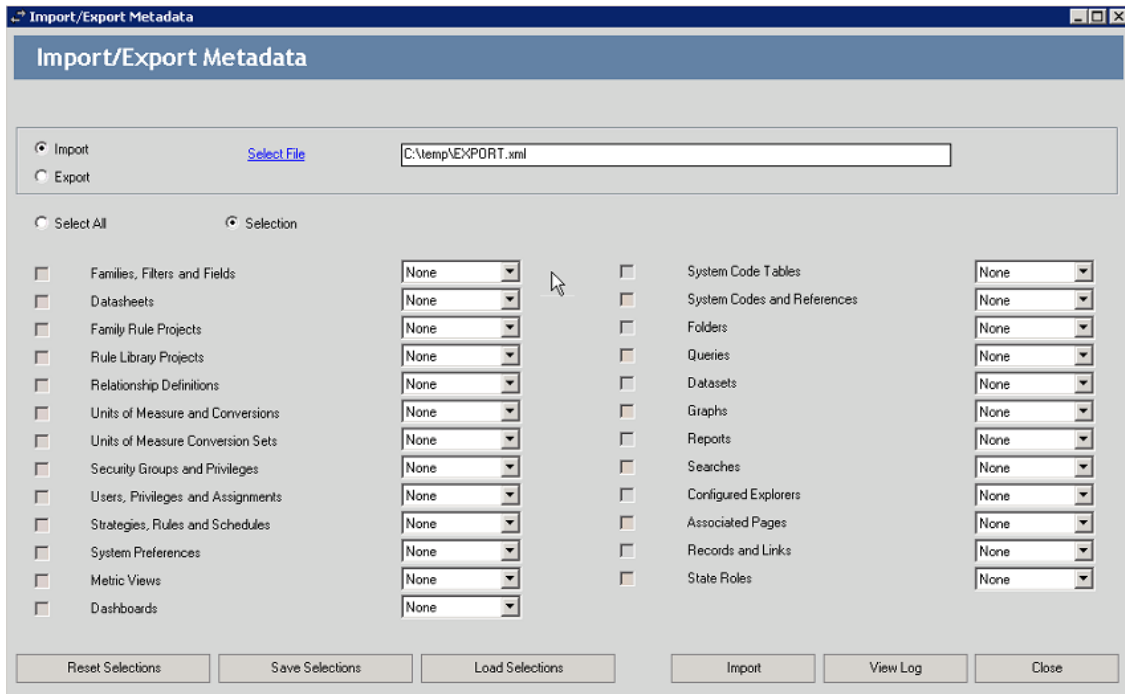 Import/Export Metadata
Import/Export Metadata
Import
Select File
C:\temp\EXPORT.xml
Export
Select All
Selection
Families, Filters and Fields
None
Datasheets
None
Family Rule Projects
None
Rule Library Projects
None
Relationship Definitions
None
Units of Measure and Conversions
None
Units of Measure Conversion Sets
None
Security Groups and Privileges
None
Users, Privileges and Assignments
None
Strategies, Rules and Schedules
None
System Preferences
None
Metric Views
None
Dashboards
None
System Code Tables
None
System Codes and References
None
Folders
None
Queries
None
Datasets
None
Graphs
None
Reports
None
Searches
None
Configured Explorers
None
Associated Pages
None
Records and Links
None
State Roles
None
Reset Selections
Save Selections
Load Selections
Import
View Log
Close